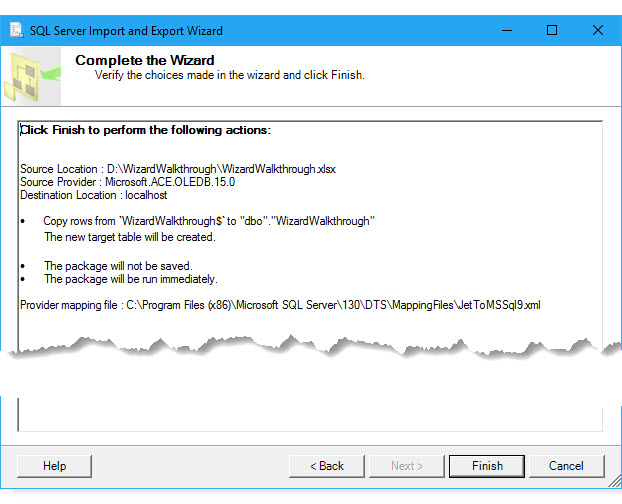 SQL Server Import and Export Wizard
Complete the Wizard
Verify the choices made in the wizard and click Finish.
Click Finish to perform the following actions:
Source Location : D:\WizardWalkthrough\WizardWalkthrough.xlsx
Source Provider : Microsoft.ACE.OLEDB.15.0
Destination Location : localhost
• Copy rows from `WizardWalkthrough$` to "dbo"."WizardWalkthrough"
The new target table will be created.
• The package will not be saved.
• The package will be run immediately.
Provider mapping file : C:\Program Files (x86)\Microsoft SQL Server\130\DTS\MappingFiles\JetToMSSql9.xml
Help < Back Next > Finish Cancel